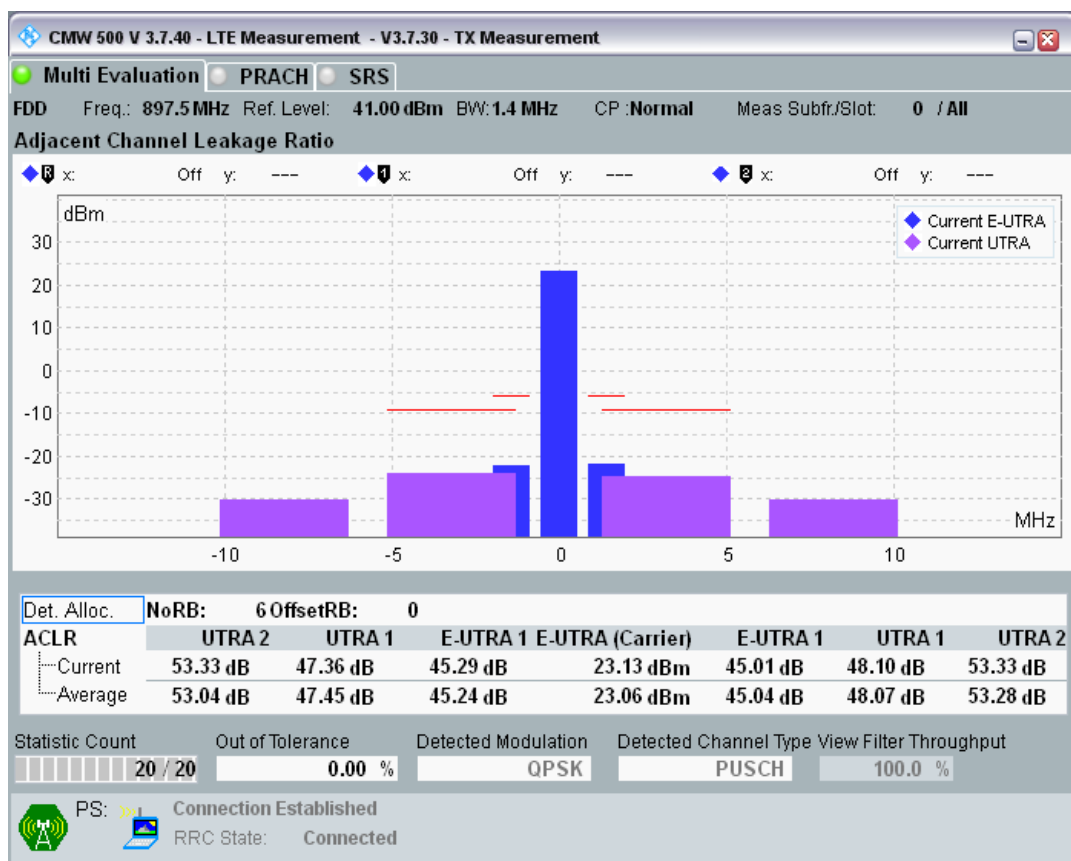 CMW 500 V 3.7.40 - LTE Measurement - V3.7.30 - TX Measurement
Multi Evaluation PRACH SRS
FDD Freq.: 897.5 MHz Ref. Level: 41.00 dBm BW: 1.4 MHz CP :Normal Meas Subfr./Slot: 0 / All
Adjacent Channel Leakage Ratio
R x: Off y: --- 1 x: Off y: --- 2 x: Off y: ---
dBm
Current E-UTRA
Current UTRA
30
20
10
0
-10
-20
-30
MHz
-10 -5 0 5 10
Det. Alloc. NoRB: 6 OffsetRB: 0
ACLR UTRA 2 UTRA 1 E-UTRA 1 E-UTRA (Carrier) E-UTRA 1 UTRA 1 UTRA 2
Current 53.33 dB 47.36 dB 45.29 dB 23.13 dBm 45.01 dB 48.10 dB 53.33 dB
Average 53.04 dB 47.45 dB 45.24 dB 23.06 dBm 45.04 dB 48.07 dB 53.28 dB
Statistic Count Out of Tolerance Detected Modulation Detected Channel Type View Filter Throughput
20 / 20 0.00 % QPSK PUSCH 100.0 %
PS: Connection Established
RRC State: Connected